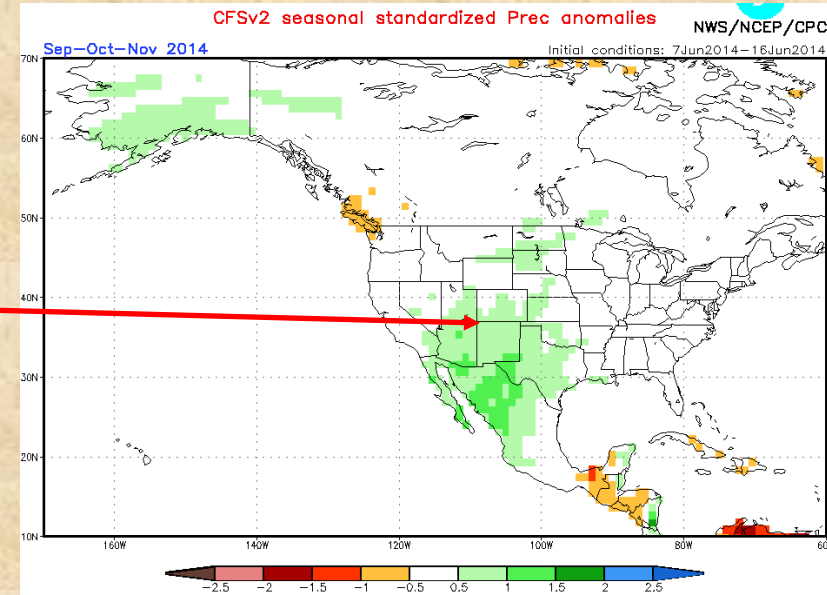 CFSv2 seasonal standardized Prec anomalies
NWS/NCEP/CPC
Sep-Oct-Nov 2014
Initial conditions: 7Jun2014-16Jun2014
70N
60N
50N
40N
30N
20N
10N
160W 140W 120W 100W 80W 60
-2.5 -2 -1.5 -1 -0.5 0.5 1 1.5 2 2.5